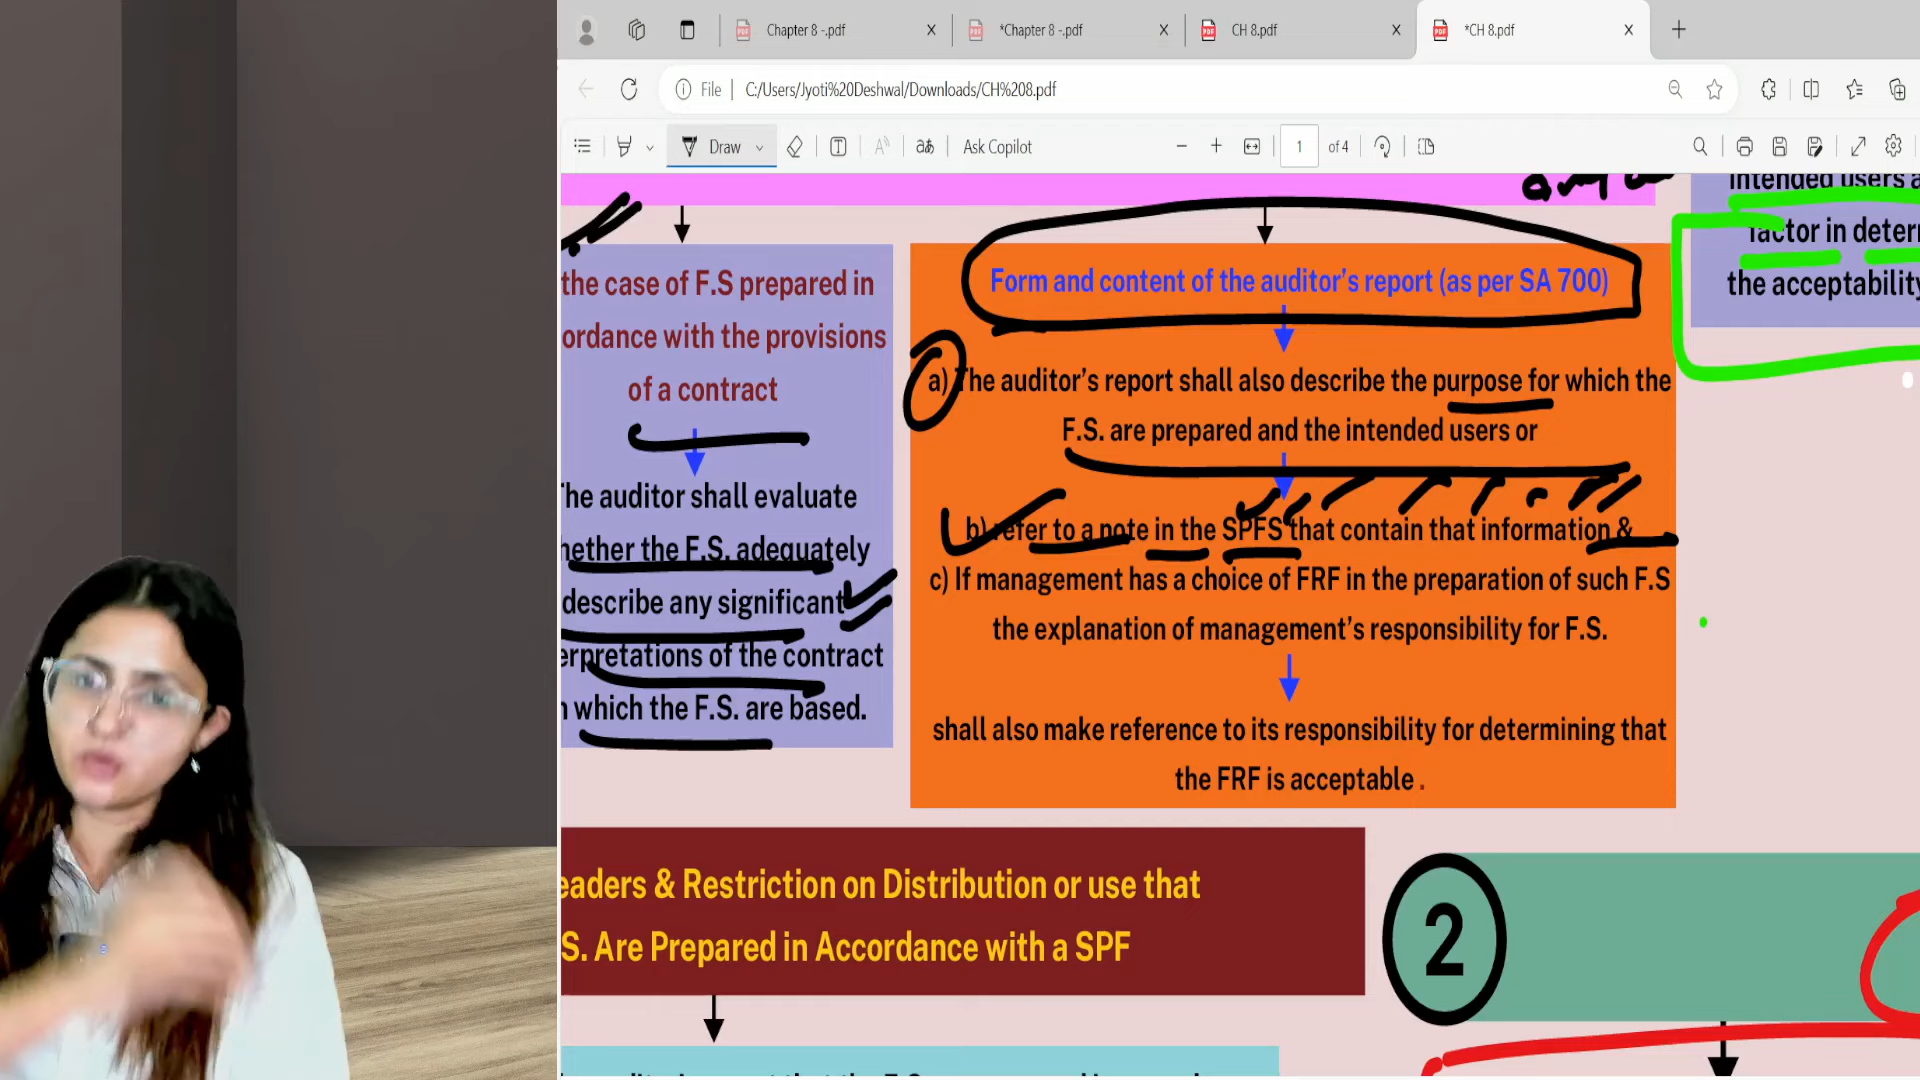 Chapter 8 -.pdf
*Chapter 8 -.pdf
CH 8.pdf
*CH 8.pdf
File
C:/Users/Jyoti%20Deshwal/Downloads/CH%208.pdf
Draw
Ask Copilot
1 of 4
intended users a
factor in deter
the acceptability
the case of F.S prepared in
ordance with the provisions
of a contract
The auditor shall evaluate
hether the F.S. adequately
describe any significant
erpretations of the contract
n which the F.S. are based.
Form and content of the auditor's report (as per SA 700)
a) The auditor's report shall also describe the purpose for which the
F.S. are prepared and the intended users or
b) refer to a note in the SPFS that contain that information &
c) If management has a choice of FRF in the preparation of such F.S
the explanation of management's responsibility for F.S.
shall also make reference to its responsibility for determining that
the FRF is acceptable .
eaders & Restriction on Distribution or use that
S. Are Prepared in Accordance with a SPF
2